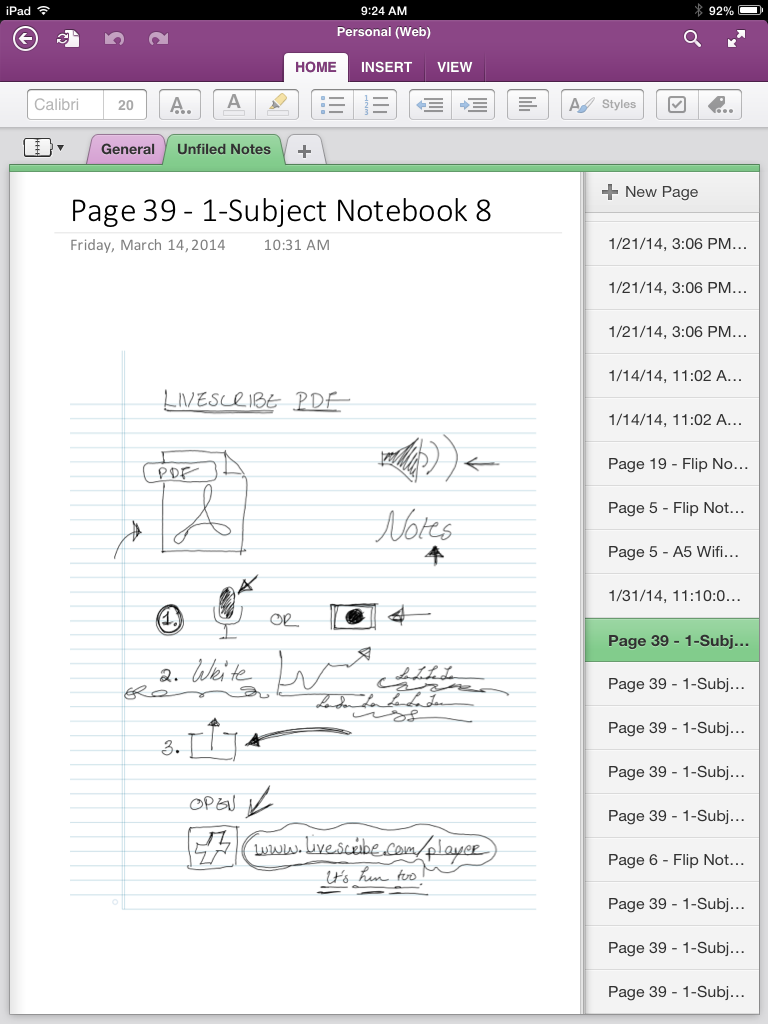 iPad 9:24 AM 92%
Personal (Web)
HOME INSERT VIEW
Calibri 20 A... A Styles
General Unfiled Notes +
Page 39 - 1-Subject Notebook 8
Friday, March 14, 2014 10:31 AM
LIVESCRIBE PDF
PDF
Notes
1. OR
2. Write
3.
OPEN
www.livescribe.com/player
It's fun too!
New Page
1/21/14, 3:06 PM...
1/21/14, 3:06 PM...
1/21/14, 3:06 PM...
1/14/14, 11:02 A...
1/14/14, 11:02 A...
Page 19 - Flip No...
Page 5 - Flip Not...
Page 5 - A5 Wifi...
1/31/14, 11:10:0...
Page 39 - 1-Subj...
Page 39 - 1-Subj...
Page 39 - 1-Subj...
Page 39 - 1-Subj...
Page 39 - 1-Subj...
Page 6 - Flip Not...
Page 39 - 1-Subj...
Page 39 - 1-Subj...
Page 39 - 1-Subj...